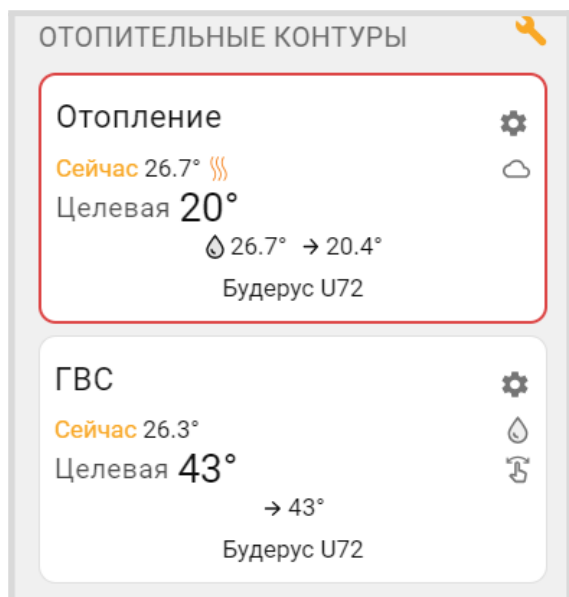 ОТОПИТЕЛЬНЫЕ КОНТУРЫ
Отопление
Сейчас 26.7°
Целевая 20°
26.7° → 20.4°
Будерус U72
ГВС
Сейчас 26.3°
Целевая 43°
→ 43°
Будерус U72